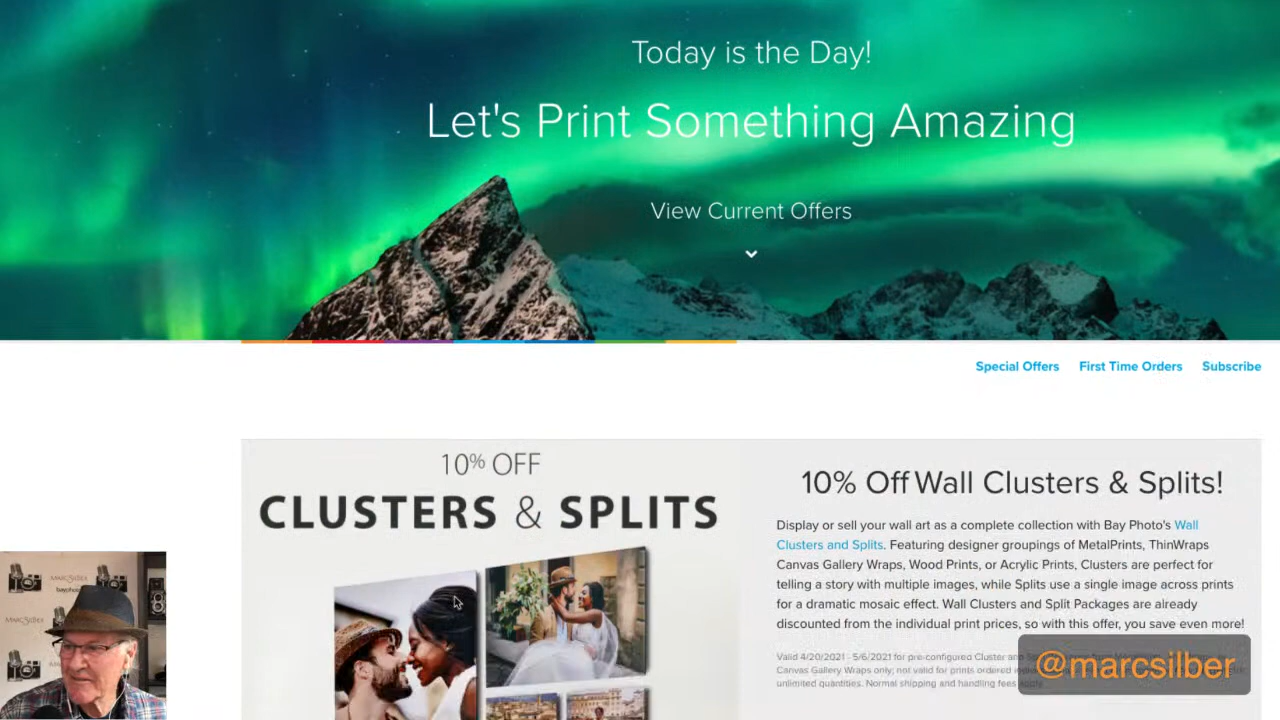 Today is the Day!
Let's Print Something Amazing
View Current Offers
Special Offers First Time Orders Subscribe
10% OFF
CLUSTERS & SPLITS
10% Off Wall Clusters & Splits!
Display or sell your wall art as a complete collection with Bay Photo's Wall
Clusters and Splits. Featuring designer groupings of MetalPrints, ThinWraps
Canvas Gallery Wraps, Wood Prints, or Acrylic Prints, Clusters are perfect for
telling a story with multiple images, while Splits use a single image across prints
for a dramatic mosaic effect. Wall Clusters and Split Packages are already
discounted from the individual print prices, so with this offer, you save even more!
Valid 4/20/2021 - 5/6/2021 for pre-configured Cluster and
Canvas Gallery Wraps only; not valid for prints ordered
unlimited quantities. Normal shipping and handling fees
@marcsilber
MARC SILBER